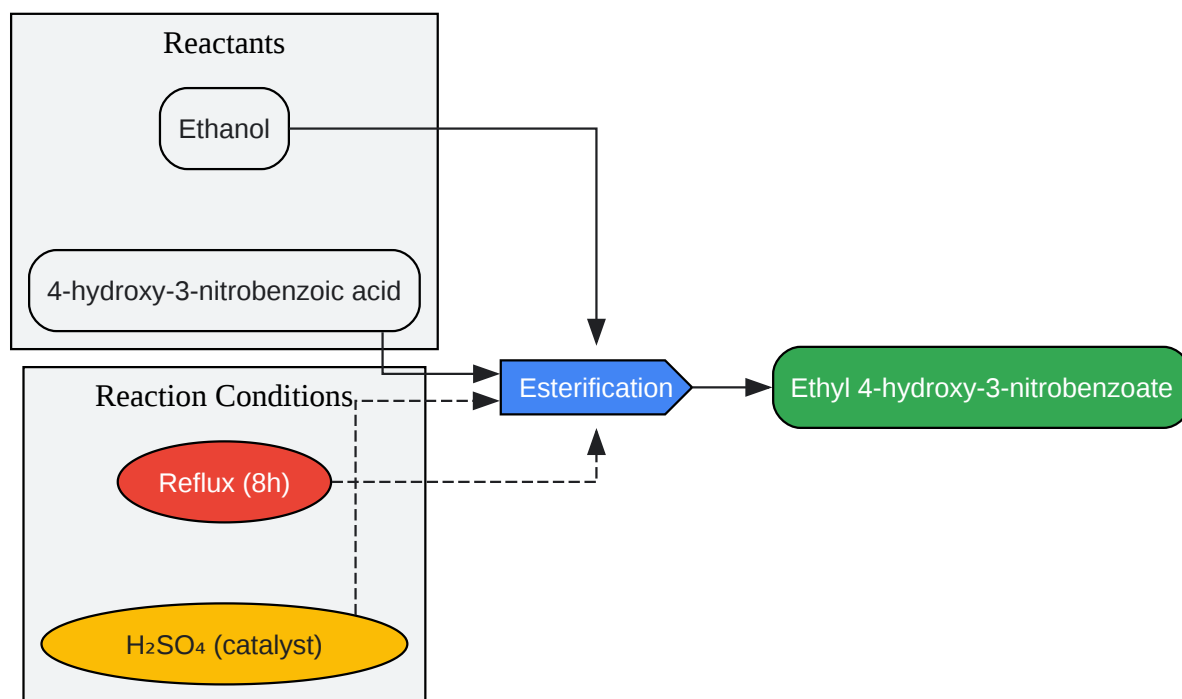 Reactants
Ethanol
4-hydroxy-3-nitrobenzoic acid
Reaction Conditions
Reflux (8h)
H₂SO₄ (catalyst)
Esterification
Ethyl 4-hydroxy-3-nitrobenzoate